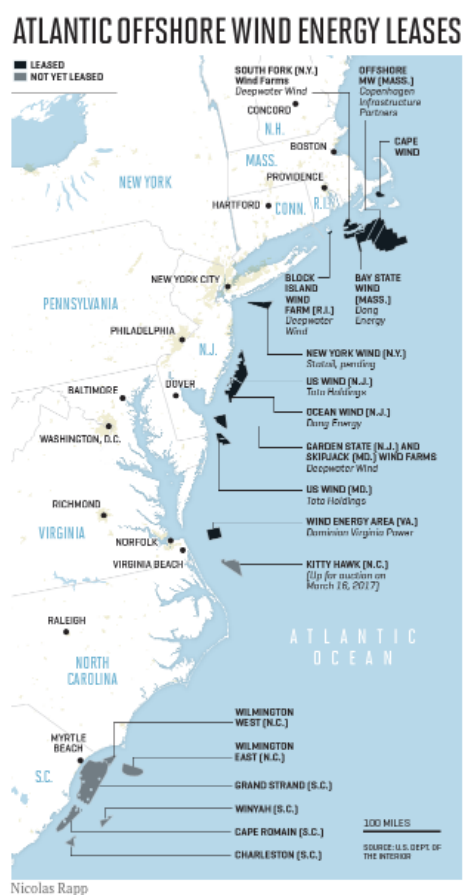 ATLANTIC OFFSHORE WIND ENERGY LEASES
LEASED
NOT YET LEASED
SOUTH FORK (N.Y.)
Wind Farms
Deepwater Wind
OFFSHORE
MW (MASS.)
Copenhagen
Infrastructure
Partners
CONCORD
N.H.
BOSTON
CAPE
WIND
MASS.
PROVIDENCE
NEW YORK
HARTFORD
CONN.
R.I.
NEW YORK CITY
BLOCK
ISLAND
WIND
FARM (R.I.)
Deepwater
Wind
BAY STATE
WIND
(MASS.)
Dong
Energy
PENNSYLVANIA
PHILADELPHIA
N.J.
NEW YORK WIND (N.Y.)
Statoil, pending
US WIND (N.J.)
Tata Holdings
BALTIMORE
DOVER
OCEAN WIND (N.J.)
Dong Energy
WASHINGTON, D.C.
GARDEN STATE (N.J.) AND
SKIPJACK (MD.) WIND FARMS
Deepwater Wind
US WIND (MD.)
Toto Holdings
RICHMOND
VIRGINIA
WIND ENERGY AREA (VA.)
Dominion Virginia Power
NORFOLK
VIRGINIA BEACH
KITTY HAWK (N.C.)
(Up for auction on
March 16, 2017)
RALEIGH
ATLANTIC
OCEAN
NORTH
CAROLINA
WILMINGTON
WEST (N.C.)
MYRTLE
BEACH
WILMINGTON
EAST (N.C.)
S.C.
GRAND STRAND (S.C.)
WINYAH (S.C.)
CAPE ROMAIN (S.C.)
CHARLESTON (S.C.)
100 MILES
SOURCE: U.S. DEPT. OF
THE INTERIOR
Nicolas Rapp